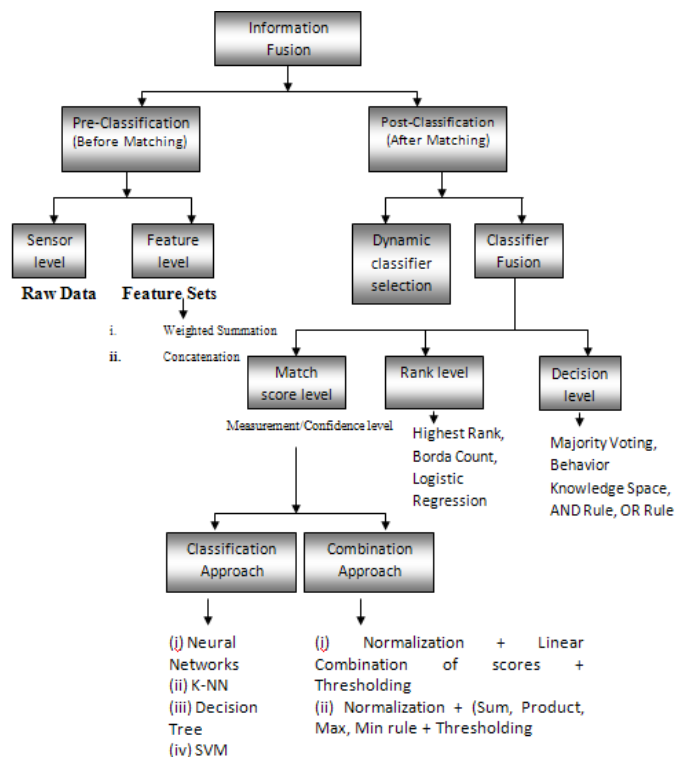 Information
Fusion
Pre-Classification
(Before Matching)
Post-Classification
(After Matching)
Sensor
level
Feature
level
Dynamic
classifier
selection
Classifier
Fusion
Raw Data
Feature Sets
i. Weighted Summation
ii. Concatenation
Match
score level
Rank level
Decision
level
Measurement/Confidence level
Highest Rank,
Borda Count,
Logistic
Regression
Majority Voting,
Behavior
Knowledge Space,
AND Rule, OR Rule
Classification
Approach
Combination
Approach
(i) Neural
Networks
(ii) K-NN
(iii) Decision
Tree
(iv) SVM
(i) Normalization + Linear
Combination of scores +
Thresholding
(ii) Normalization + (Sum, Product,
Max, Min rule + Thresholding